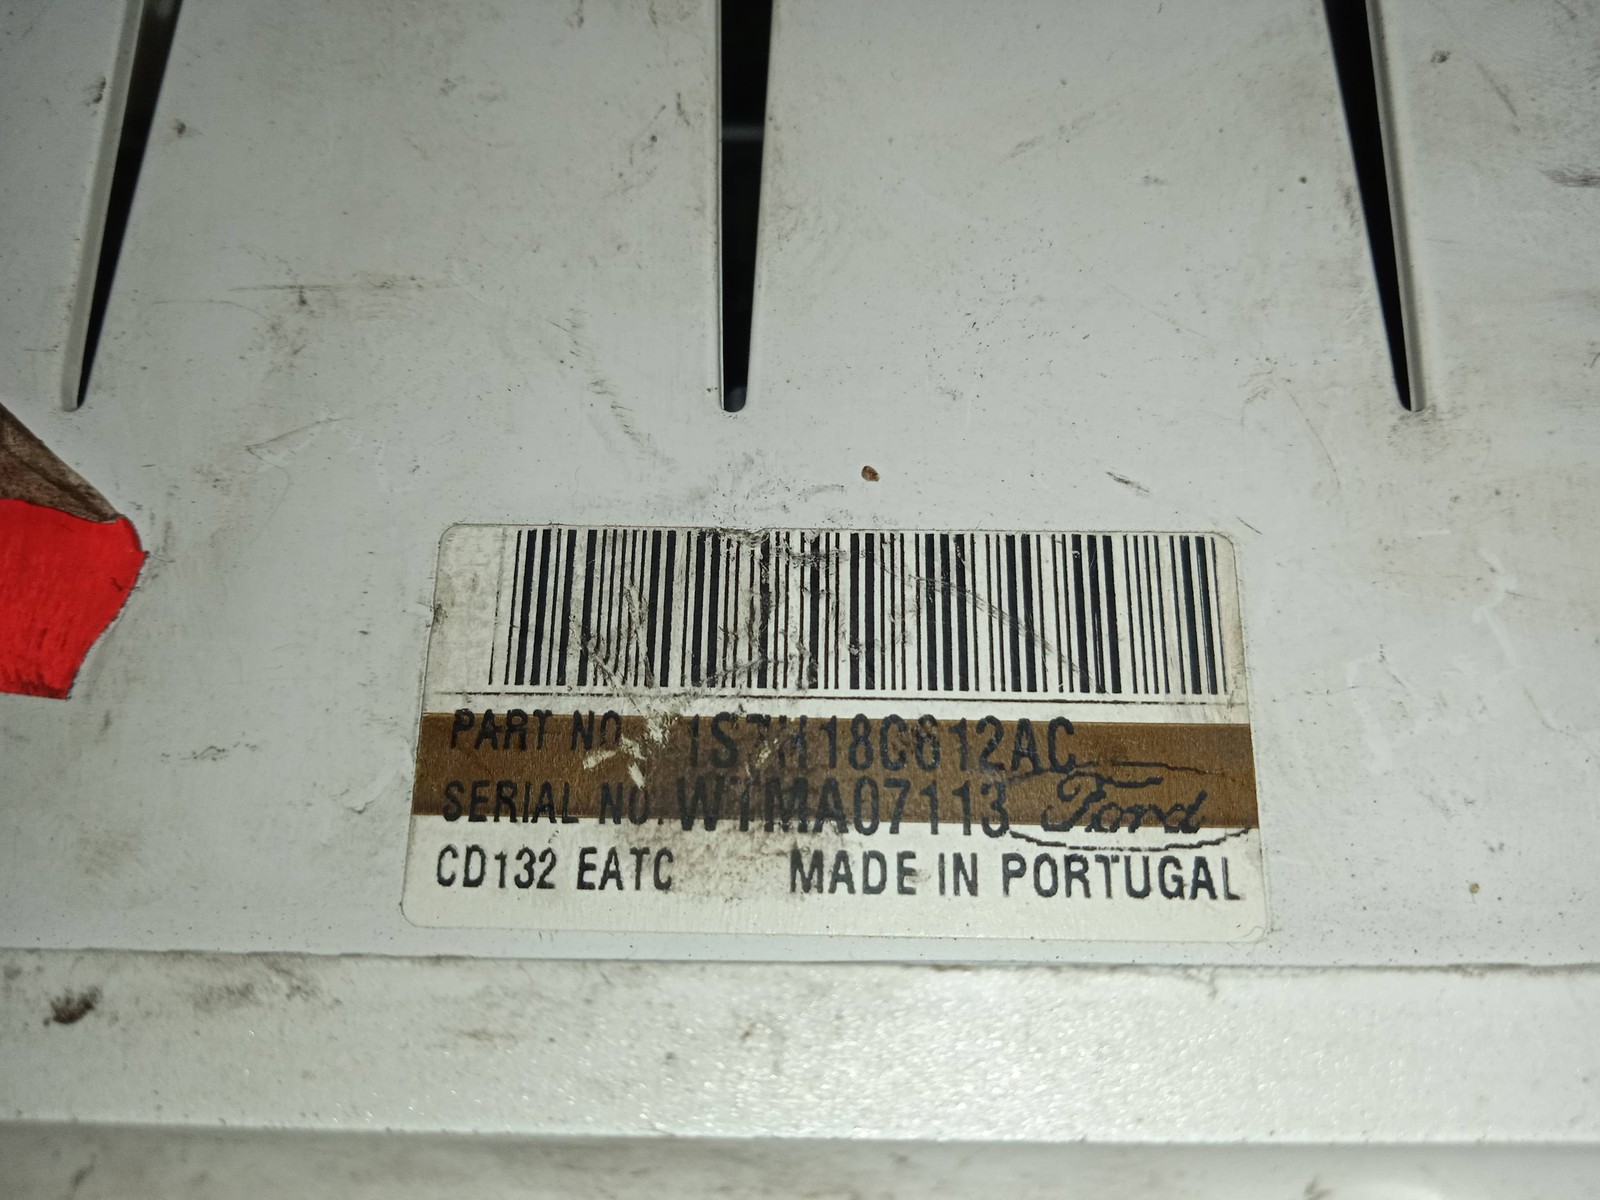 PART NO. 1S7H18C612AC
SERIAL NO. W1MA07113 Ford
CD132 EATC MADE IN PORTUGAL